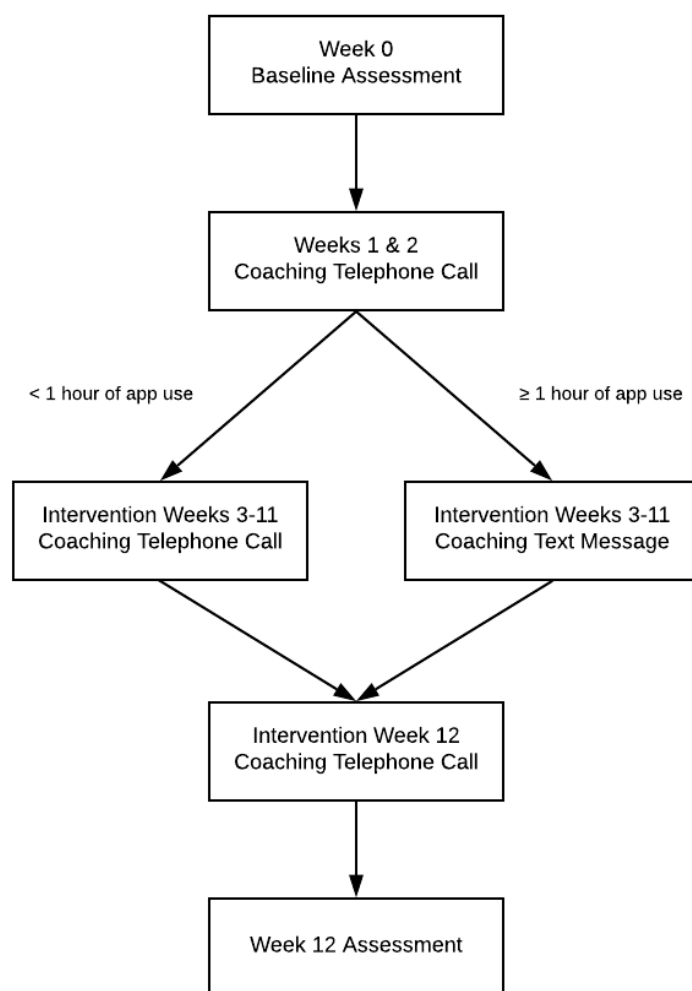 Week 0
Baseline Assessment
Weeks 1 & 2
Coaching Telephone Call
< 1 hour of app use
≥ 1 hour of app use
Intervention Weeks 3-11
Coaching Telephone Call
Intervention Weeks 3-11
Coaching Text Message
Intervention Week 12
Coaching Telephone Call
Week 12 Assessment